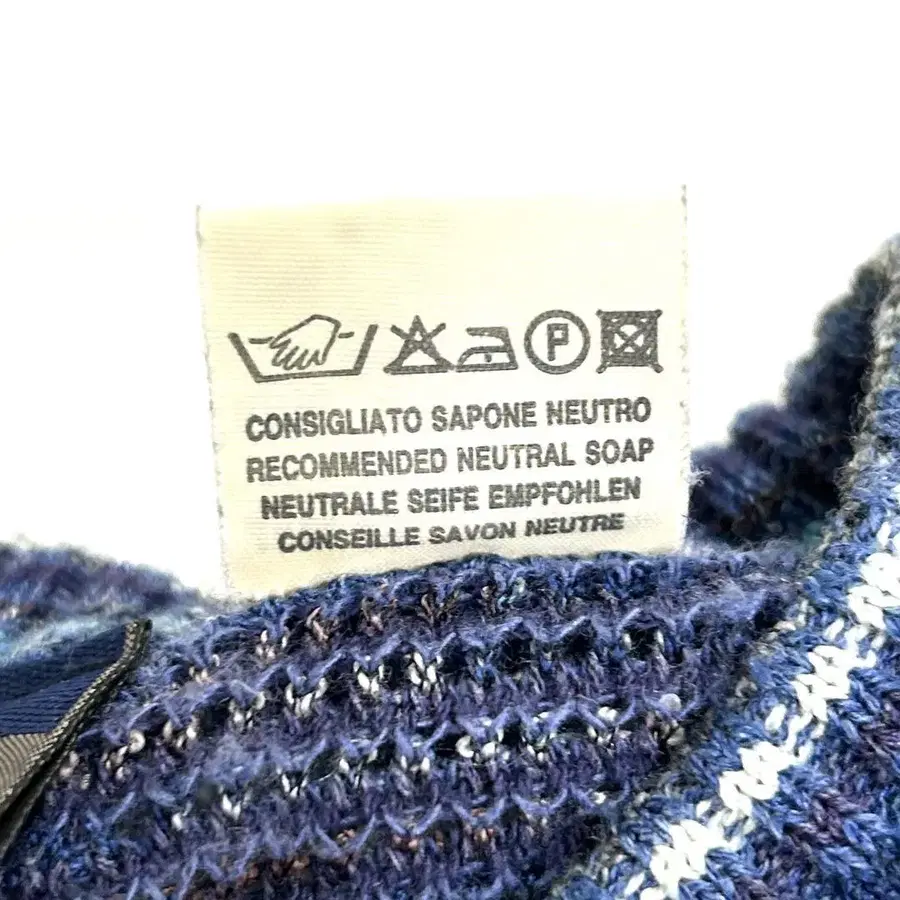 P
CONSIGLIATO SAPONE NEUTRO
RECOMMENDED NEUTRAL SOAP
NEUTRALE SEIFE EMPFOHLEN
CONSEILLE SAVON NEUTRE